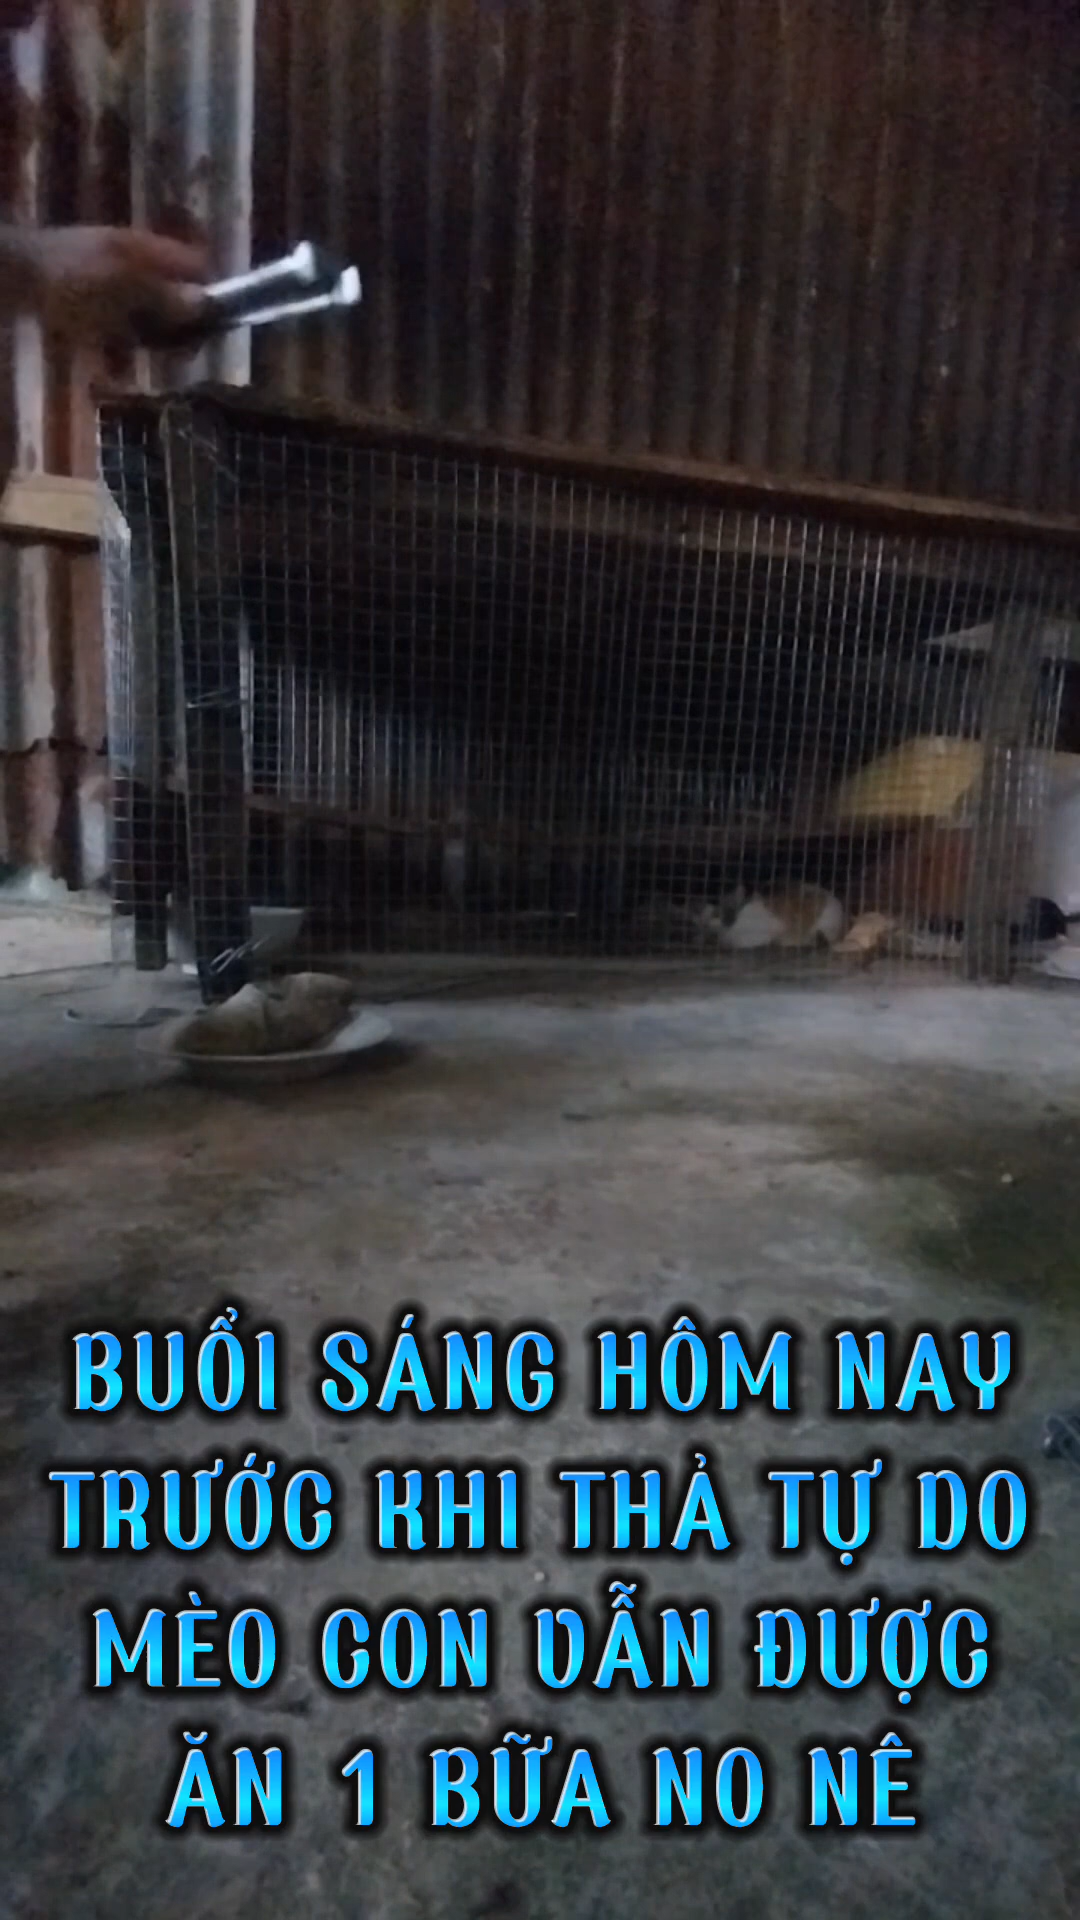 BUỔI SÁNG HÔM NAY
TRƯỚC KHI THẢ TỰ DO
MÈO CON VẪN ĐƯỢC
ĂN 1 BỮA NO NÊ